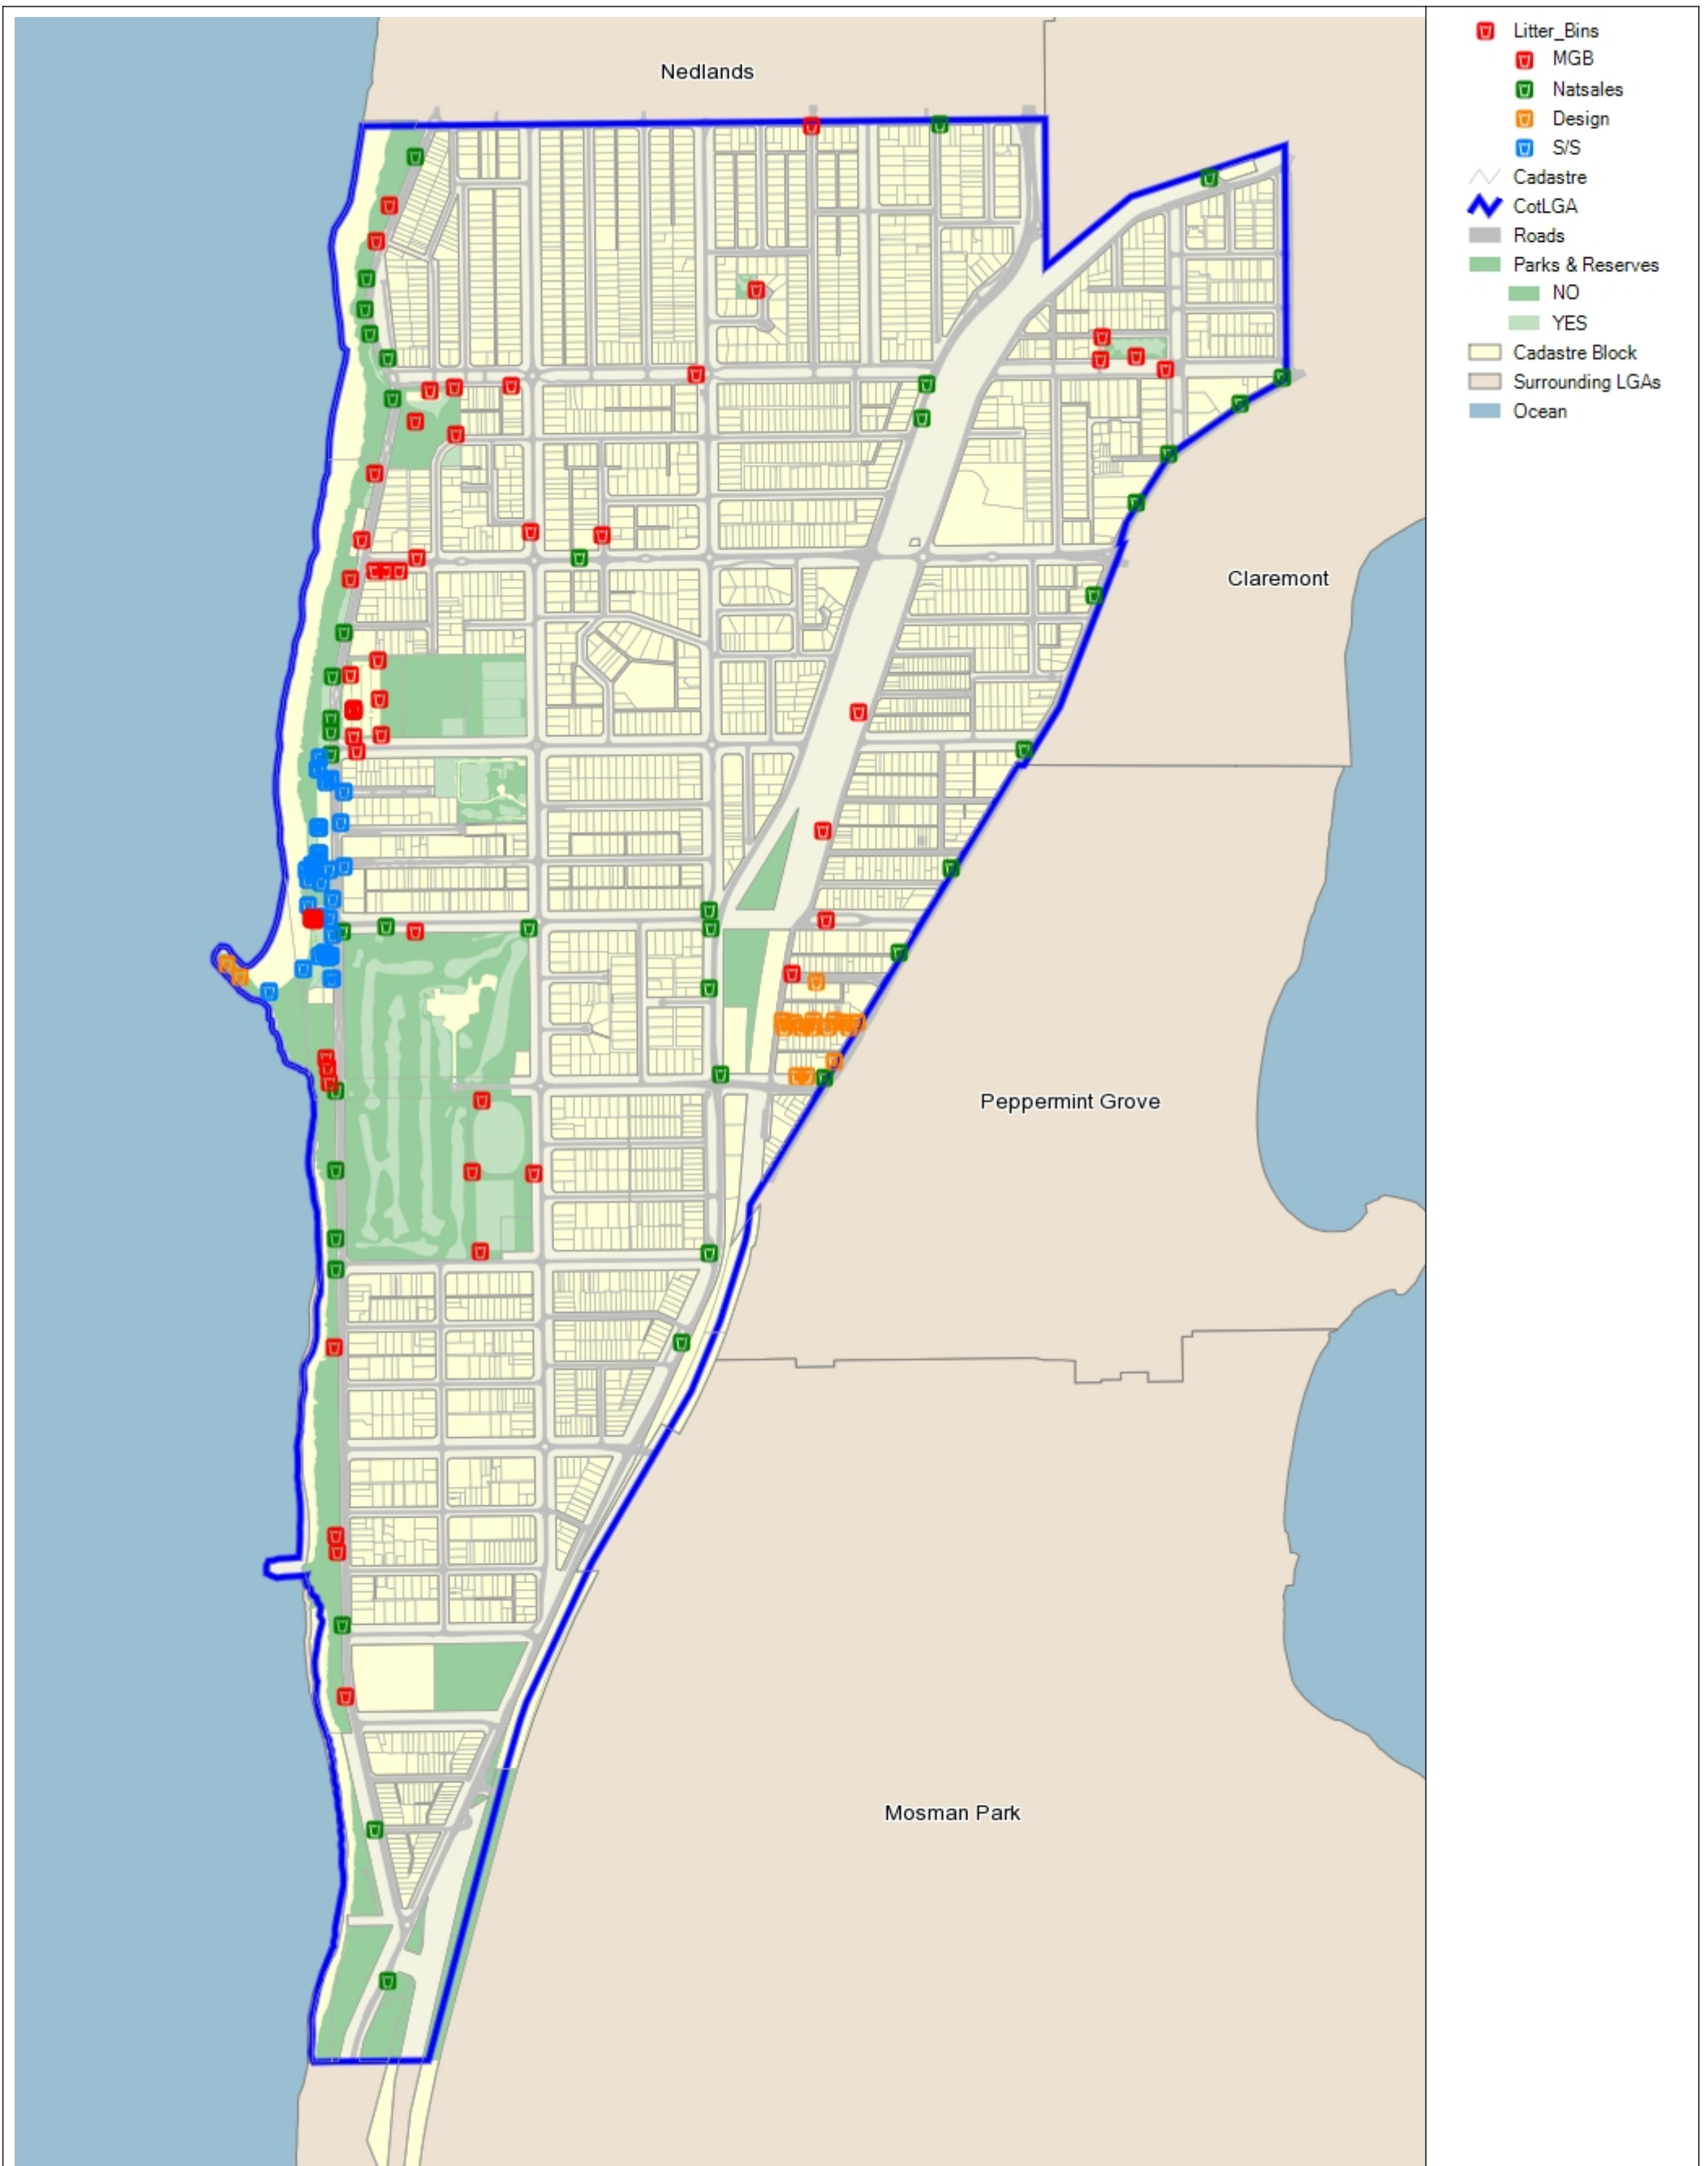 Nedlands
Claremont
Peppermint Grove
Mosman Park
Litter_Bins
MGB
Natsales
Design
S/S
Cadastre
CotLGA
Roads
Parks & Reserves
NO
YES
Cadastre Block
Surrounding LGAs
Ocean